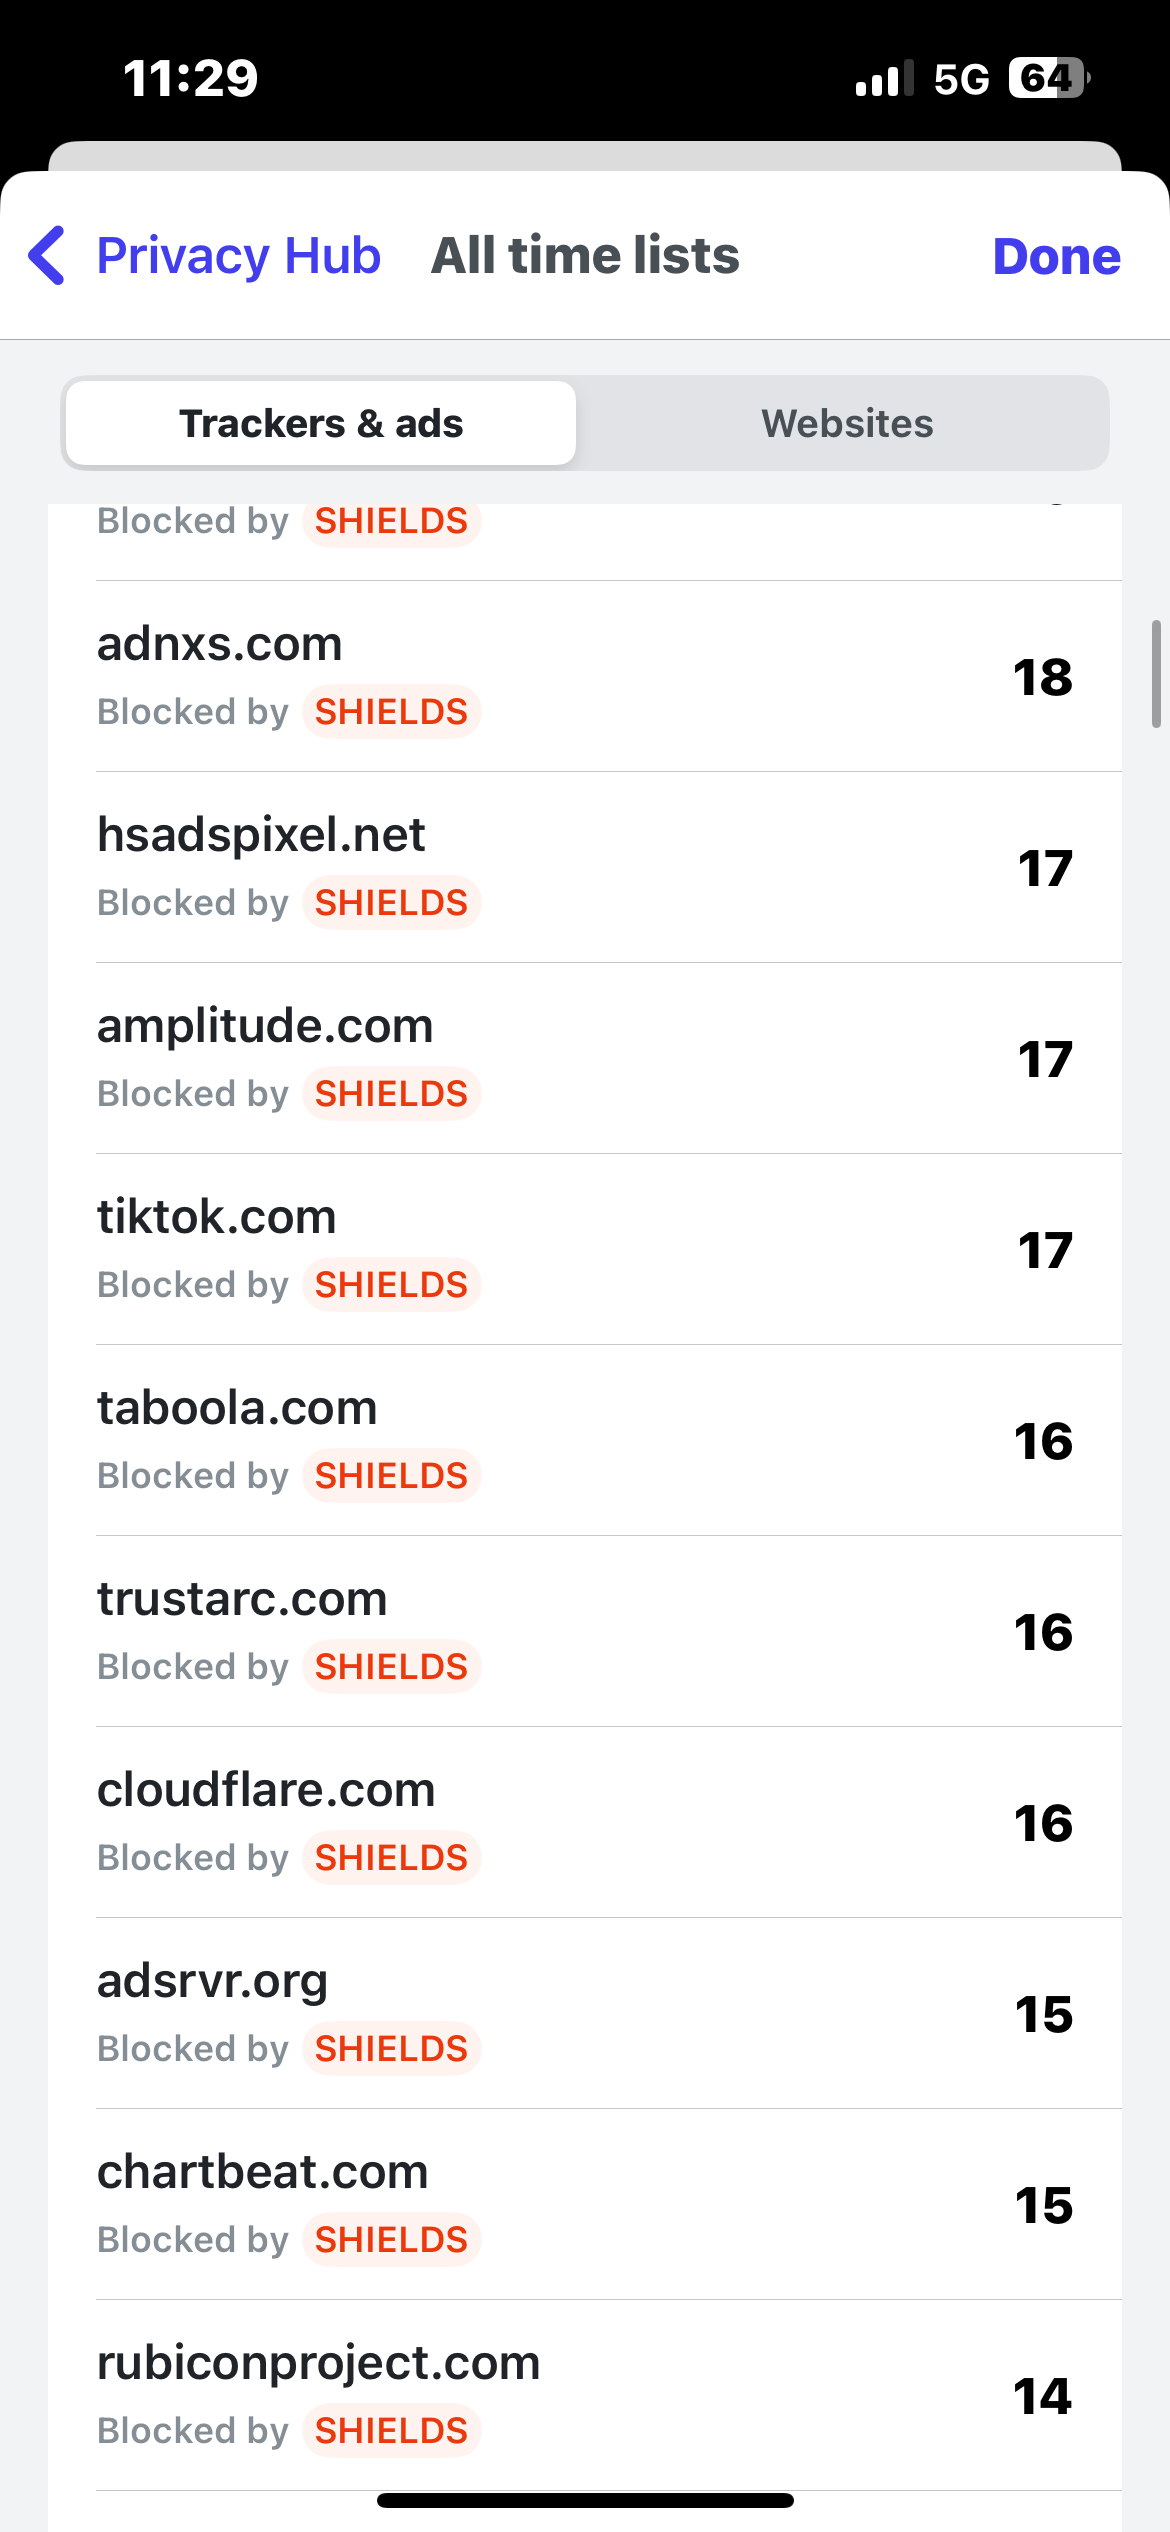 11:29 5G 64
Privacy Hub All time lists Done
Trackers & ads Websites
Blocked by SHIELDS
adnxs.com
Blocked by SHIELDS
18
hsadspixel.net
Blocked by SHIELDS
17
amplitude.com
Blocked by SHIELDS
17
tiktok.com
Blocked by SHIELDS
17
taboola.com
Blocked by SHIELDS
16
trustarc.com
Blocked by SHIELDS
16
cloudflare.com
Blocked by SHIELDS
16
adsrvr.org
Blocked by SHIELDS
15
chartbeat.com
Blocked by SHIELDS
15
rubiconproject.com
Blocked by SHIELDS
14